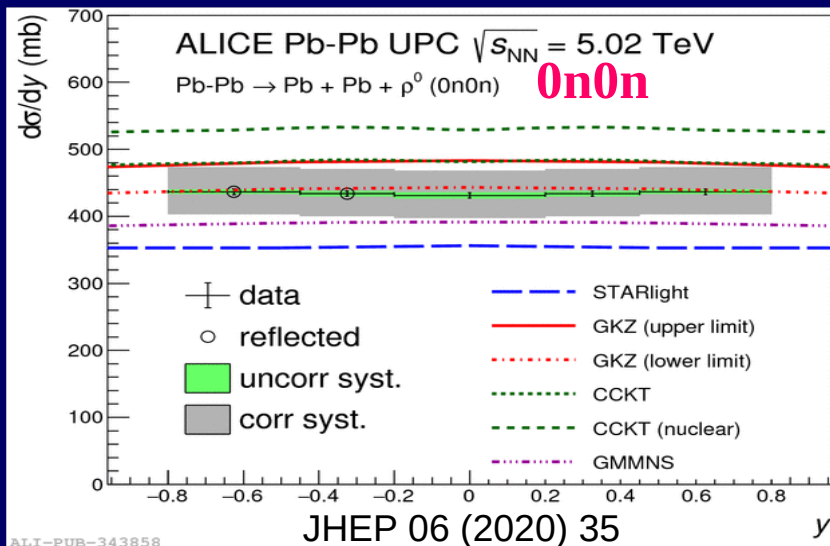 ALICE Pb-Pb UPC √sNN = 5.02 TeV
Pb-Pb → Pb + Pb + ρ⁰ (0n0n)
0n0n
dσ/dy (mb)
700
600
500
400
300
200
100
0
data
reflected
uncorr syst.
corr syst.
STARlight
GKZ (upper limit)
GKZ (lower limit)
CCKT
CCKT (nuclear)
GMMNS
−0.8 −0.6 −0.4 −0.2 0 0.2 0.4 0.6 0.8
y
JHEP 06 (2020) 35
ALI-PUB-343858